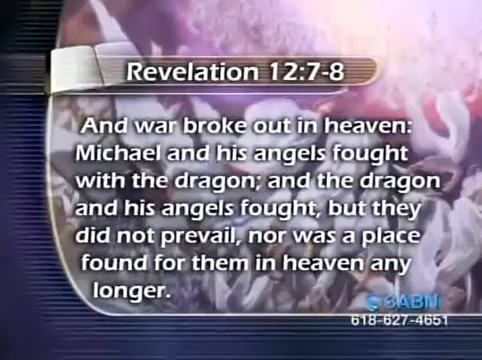 Revelation 12:7-8
And war broke out in heaven:
Michael and his angels fought
with the dragon; and the dragon
and his angels fought, but they
did not prevail, nor was a place
found for them in heaven any
longer.
3ABN
618-627-4651